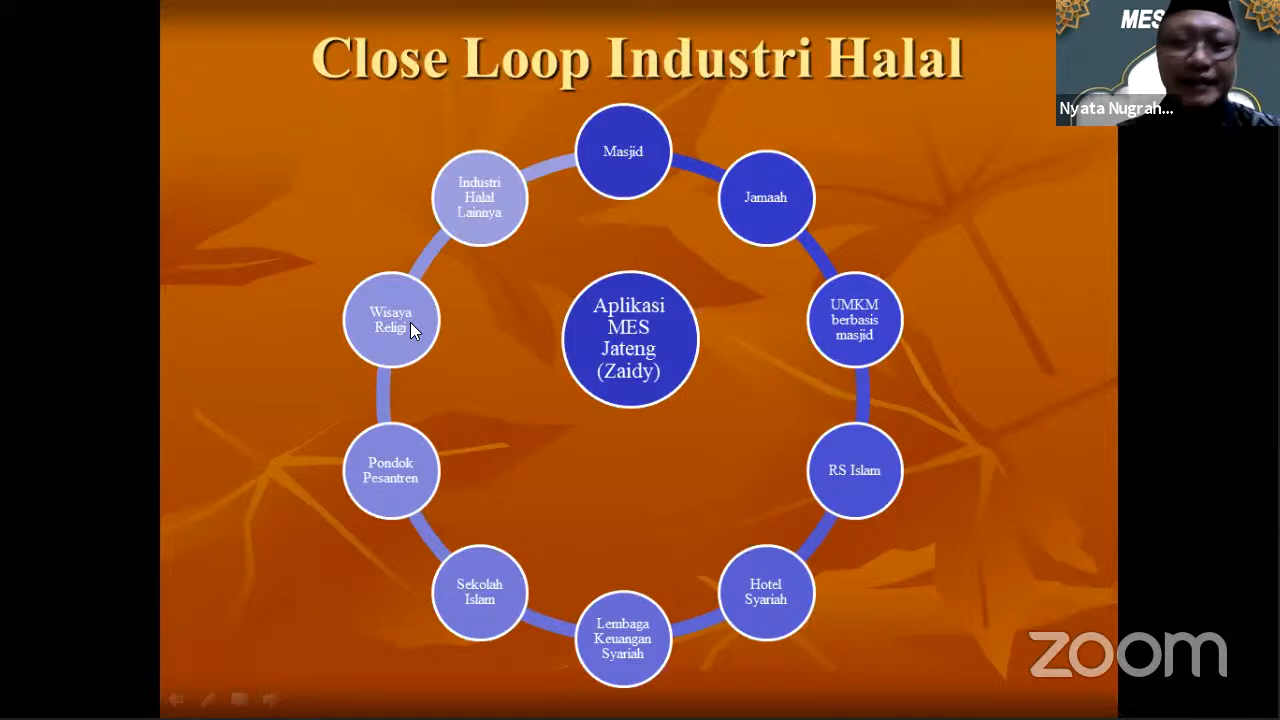 Close Loop Industri Halal
MES
Nyata Nugrah...
Masjid
Jamaah
UMKM
berbasis
masjid
RS Islam
Hotel
Syariah
Lembaga
Keuangan
Syariah
Sekolah
Islam
Pondok
Pesantren
Wisaya
Religi
Industri
Halal
Lainnya
Aplikasi
MES
Jateng
(Zaidy)
zoom